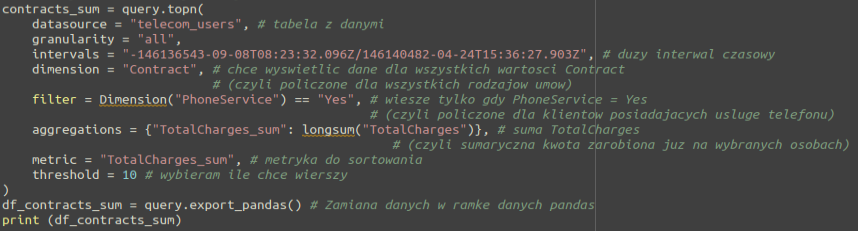 contracts_sum = query.topn(
datasource = "telecom_users", # tabela z danymi
granularity = "all",
intervals = "-146136543-09-08T08:23:32.096Z/146140482-04-24T15:36:27.903Z", # duzy interwal czasowy
dimension = "Contract", # chce wyswietlic dane dla wszystkich wartosci Contract
# (czyli policzone dla wszystkich rodzajow umow)
filter = Dimension("PhoneService") == "Yes", # wiesze tylko gdy PhoneService = Yes
# (czyli policzone dla klientow posiadajacych usluge telefonu)
aggregations = {"TotalCharges_sum": longsum("TotalCharges")}, # suma TotalCharges
# (czyli sumaryczna kwota zarobiona juz na wybranych osobach)
metric = "TotalCharges_sum", # metryka do sortowania
threshold = 10 # wybieram ile chce wierszy
)
df_contracts_sum = query.export_pandas() # Zamiana danych w ramke danych pandas
print (df_contracts_sum)